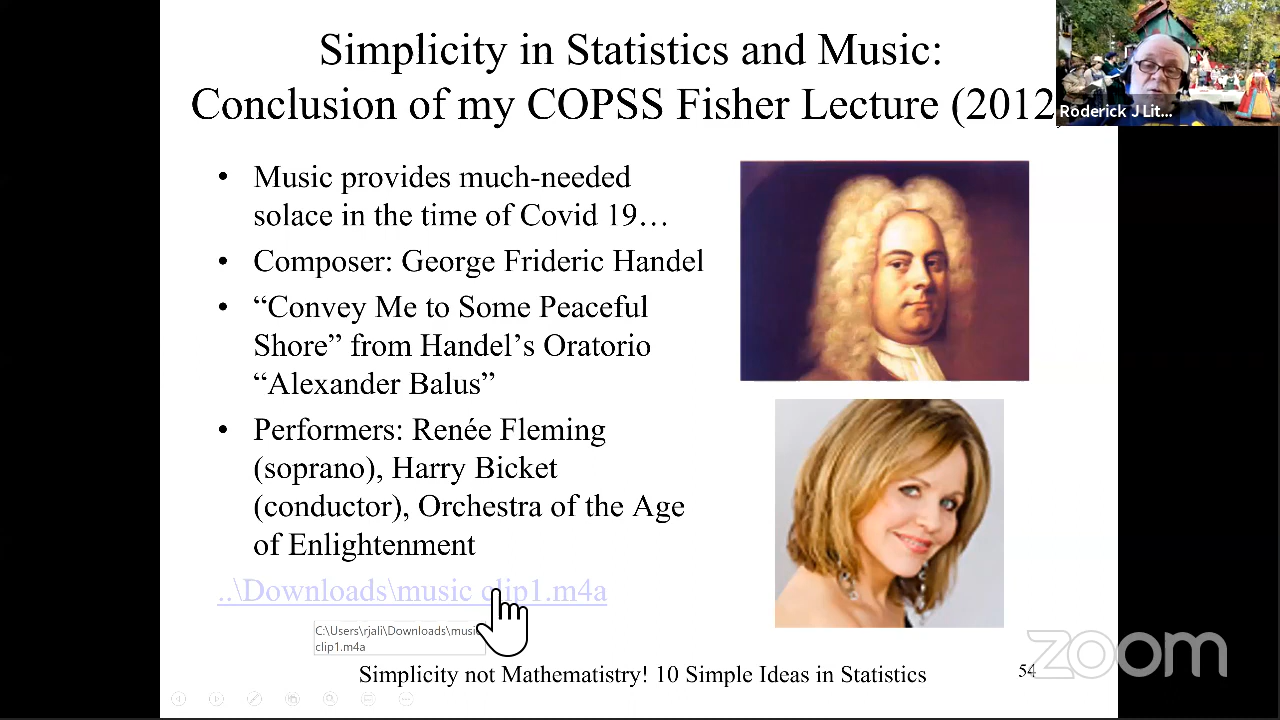 Simplicity in Statistics and Music:
Conclusion of my COPSS Fisher Lecture (2012
Roderick J Lit...
• Music provides much-needed
solace in the time of Covid 19…
• Composer: George Frideric Handel
• “Convey Me to Some Peaceful
Shore” from Handel’s Oratorio
“Alexander Balus”
• Performers: Renée Fleming
(soprano), Harry Bicket
(conductor), Orchestra of the Age
of Enlightenment
..\Downloads\music clip1.m4a
C:\Users\rjali\Downloads\musi
clip1.m4a
Simplicity not Mathematistry! 10 Simple Ideas in Statistics
54
zoom